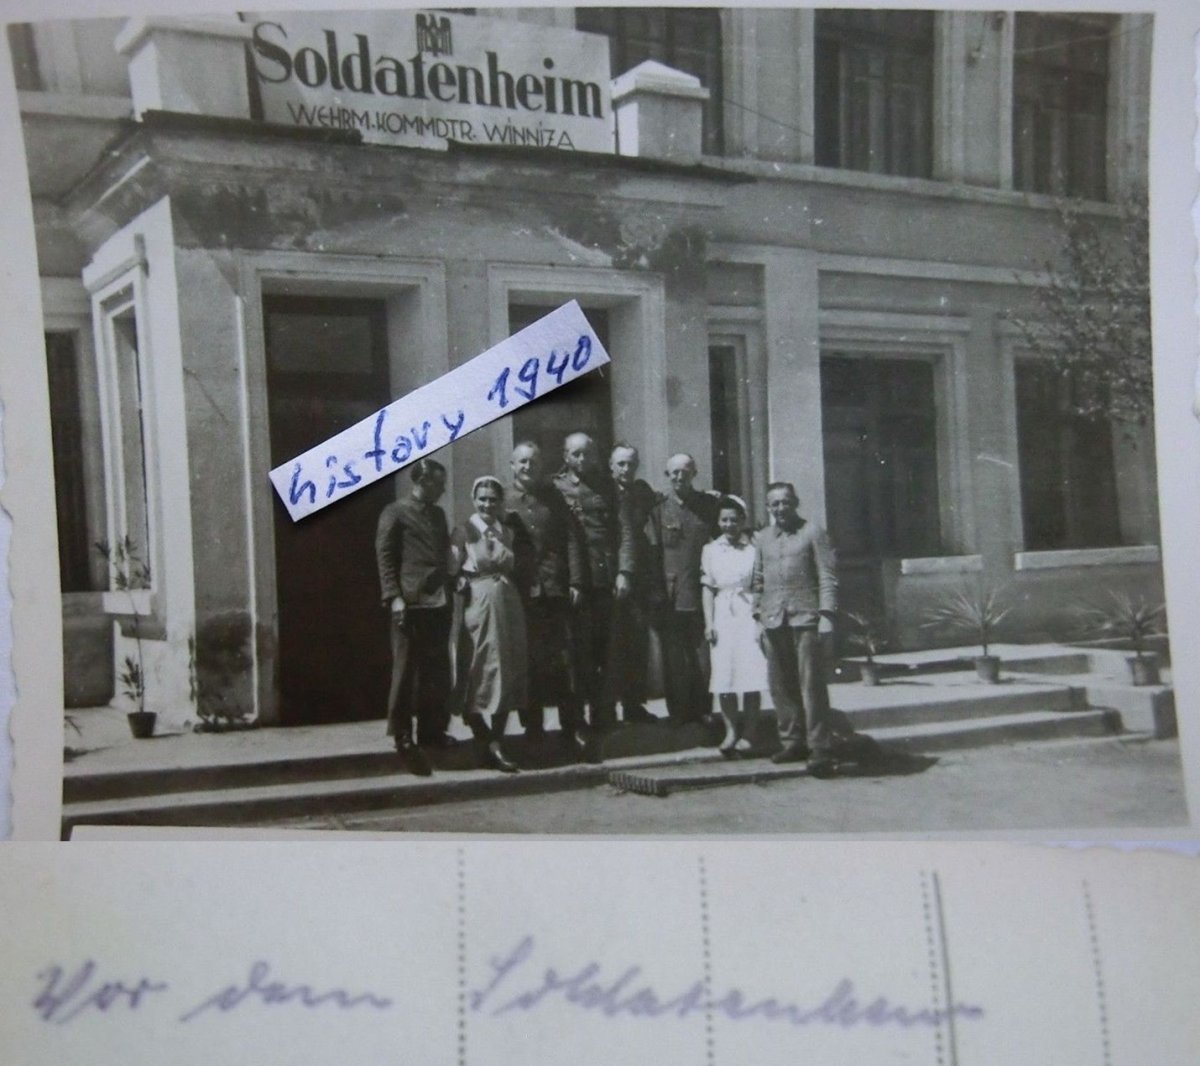 Soldatenheim
WEHRM.KOMMDTR. WINNIZA
history 1940
Vor dem Soldatenheim